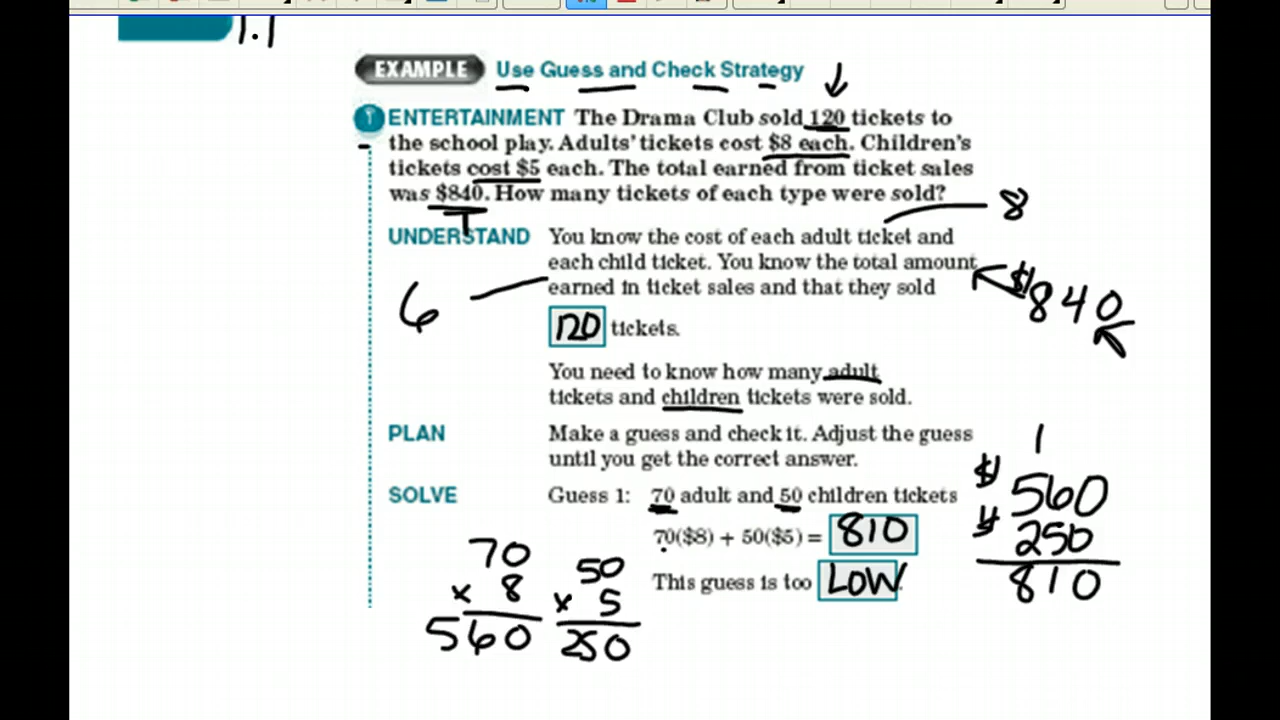 1.1
EXAMPLE Use Guess and Check Strategy
1 ENTERTAINMENT The Drama Club sold 120 tickets to
the school play. Adults' tickets cost $8 each. Children's
tickets cost $5 each. The total earned from ticket sales
was $840. How many tickets of each type were sold?
8
UNDERSTAND You know the cost of each adult ticket and
each child ticket. You know the total amount
earned in ticket sales and that they sold
$840
6
120 tickets.
You need to know how many adult
tickets and children tickets were sold.
PLAN Make a guess and check it. Adjust the guess
until you get the correct answer.
SOLVE Guess 1: 70 adult and 50 children tickets
70($8) + 50($5) = 810
This guess is too LOW.
70
x 8
560
50
x 5
250
1
$ 560
$ 250
810